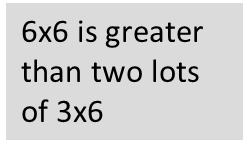 6x6 is greater
than two lots
of 3x6